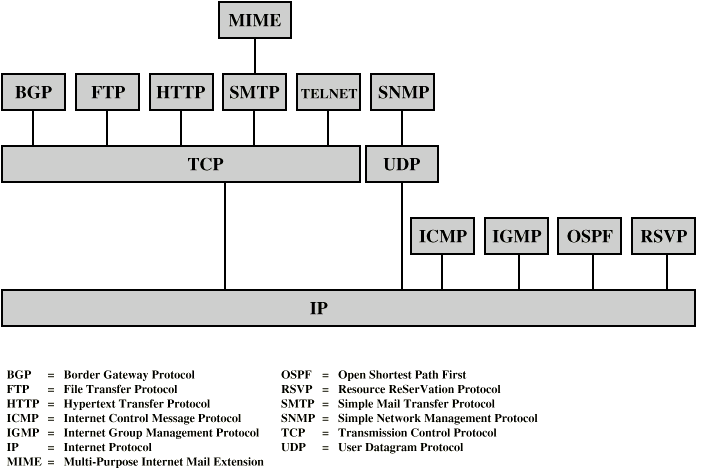 MIME
BGP FTP HTTP SMTP TELNET SNMP
TCP UDP
ICMP IGMP OSPF RSVP
IP
BGP = Border Gateway Protocol
FTP = File Transfer Protocol
HTTP = Hypertext Transfer Protocol
ICMP = Internet Control Message Protocol
IGMP = Internet Group Management Protocol
IP = Internet Protocol
MIME = Multi-Purpose Internet Mail Extension
OSPF = Open Shortest Path First
RSVP = Resource ReSerVation Protocol
SMTP = Simple Mail Transfer Protocol
SNMP = Simple Network Management Protocol
TCP = Transmission Control Protocol
UDP = User Datagram Protocol